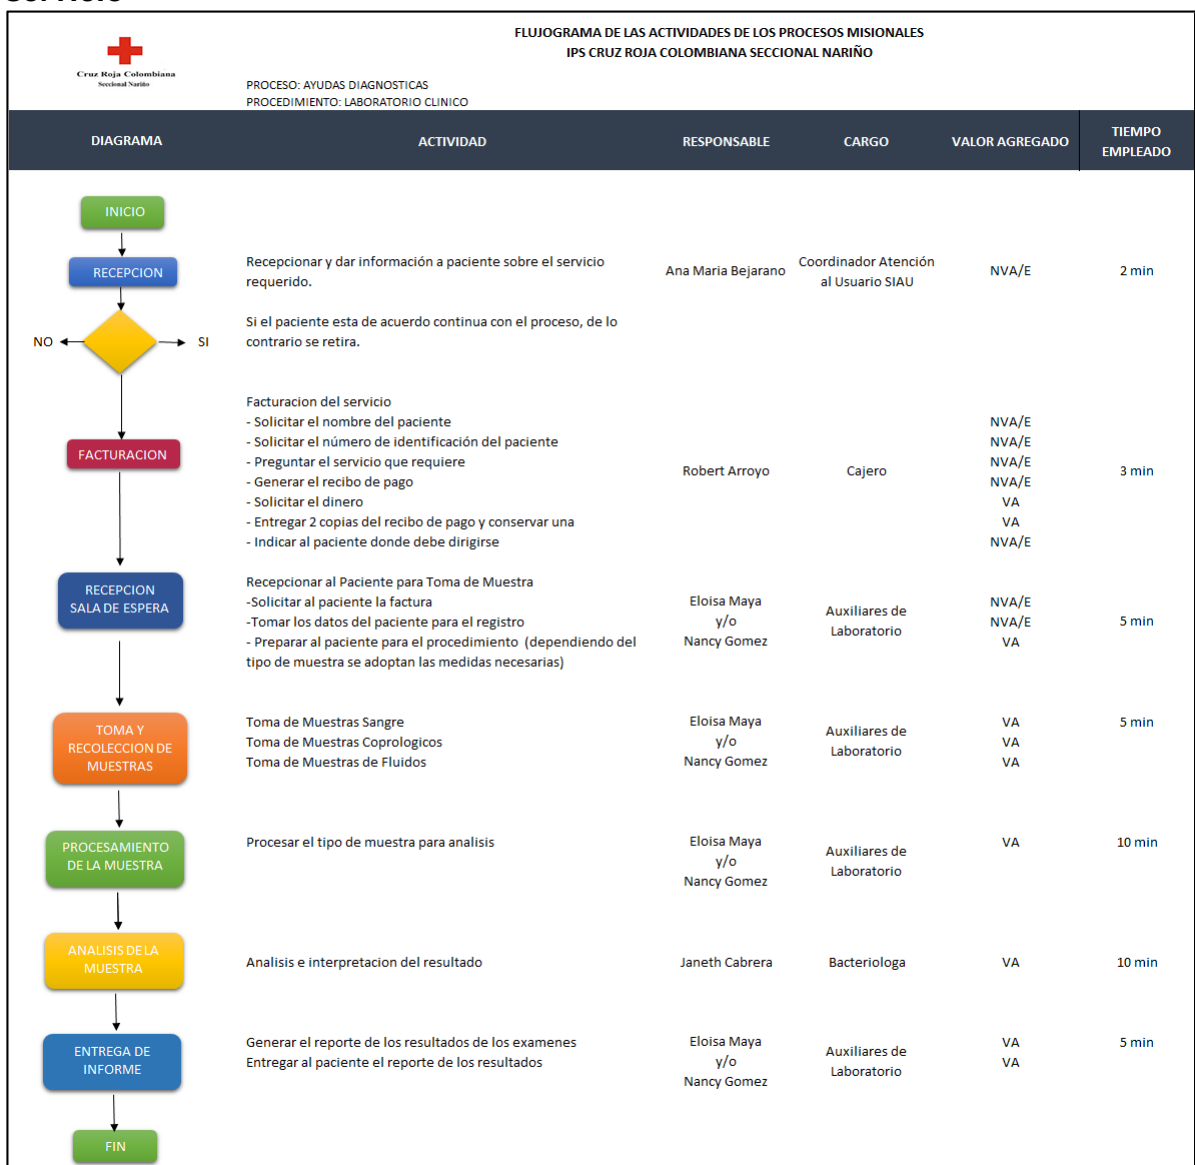 FLUJOGRAMA DE LAS ACTIVIDADES DE LOS PROCESOS MISIONALES
IPS CRUZ ROJA COLOMBIANA SECCIONAL NARIÑO
Cruz Roja Colombiana
Seccional Nariño
PROCESO: AYUDAS DIAGNOSTICAS
PROCEDIMIENTO: LABORATORIO CLINICO
DIAGRAMA ACTIVIDAD RESPONSABLE CARGO VALOR AGREGADO TIEMPO EMPLEADO
INICIO
RECEPCION
Recepcionar y dar información a paciente sobre el servicio
requerido.
Ana Maria Bejarano
Coordinador Atención
al Usuario SIAU
NVA/E
2 min
NO
SI
Si el paciente esta de acuerdo continua con el proceso, de lo
contrario se retira.
FACTURACION
Facturacion del servicio
- Solicitar el nombre del paciente
- Solicitar el número de identificación del paciente
- Preguntar el servicio que requiere
- Generar el recibo de pago
- Solicitar el dinero
- Entregar 2 copias del recibo de pago y conservar una
- Indicar al paciente donde debe dirigirse
Robert Arroyo
Cajero
NVA/E
NVA/E
NVA/E
NVA/E
VA
VA
NVA/E
3 min
RECEPCION
SALA DE ESPERA
Recepcionar al Paciente para Toma de Muestra
-Solicitar al paciente la factura
-Tomar los datos del paciente para el registro
- Preparar al paciente para el procedimiento (dependiendo del
tipo de muestra se adoptan las medidas necesarias)
Eloisa Maya
y/o
Nancy Gomez
Auxiliares de
Laboratorio
NVA/E
NVA/E
VA
5 min
TOMA Y
RECOLECCION DE
MUESTRAS
Toma de Muestras Sangre
Toma de Muestras Coprologicos
Toma de Muestras de Fluidos
Eloisa Maya
y/o
Nancy Gomez
Auxiliares de
Laboratorio
VA
VA
VA
5 min
PROCESAMIENTO
DE LA MUESTRA
Procesar el tipo de muestra para analisis
Eloisa Maya
y/o
Nancy Gomez
Auxiliares de
Laboratorio
VA
10 min
ANALISIS DE LA
MUESTRA
Analisis e interpretacion del resultado
Janeth Cabrera
Bacteriologa
VA
10 min
ENTREGA DE
INFORME
Generar el reporte de los resultados de los examenes
Entregar al paciente el reporte de los resultados
Eloisa Maya
y/o
Nancy Gomez
Auxiliares de
Laboratorio
VA
VA
5 min
FIN